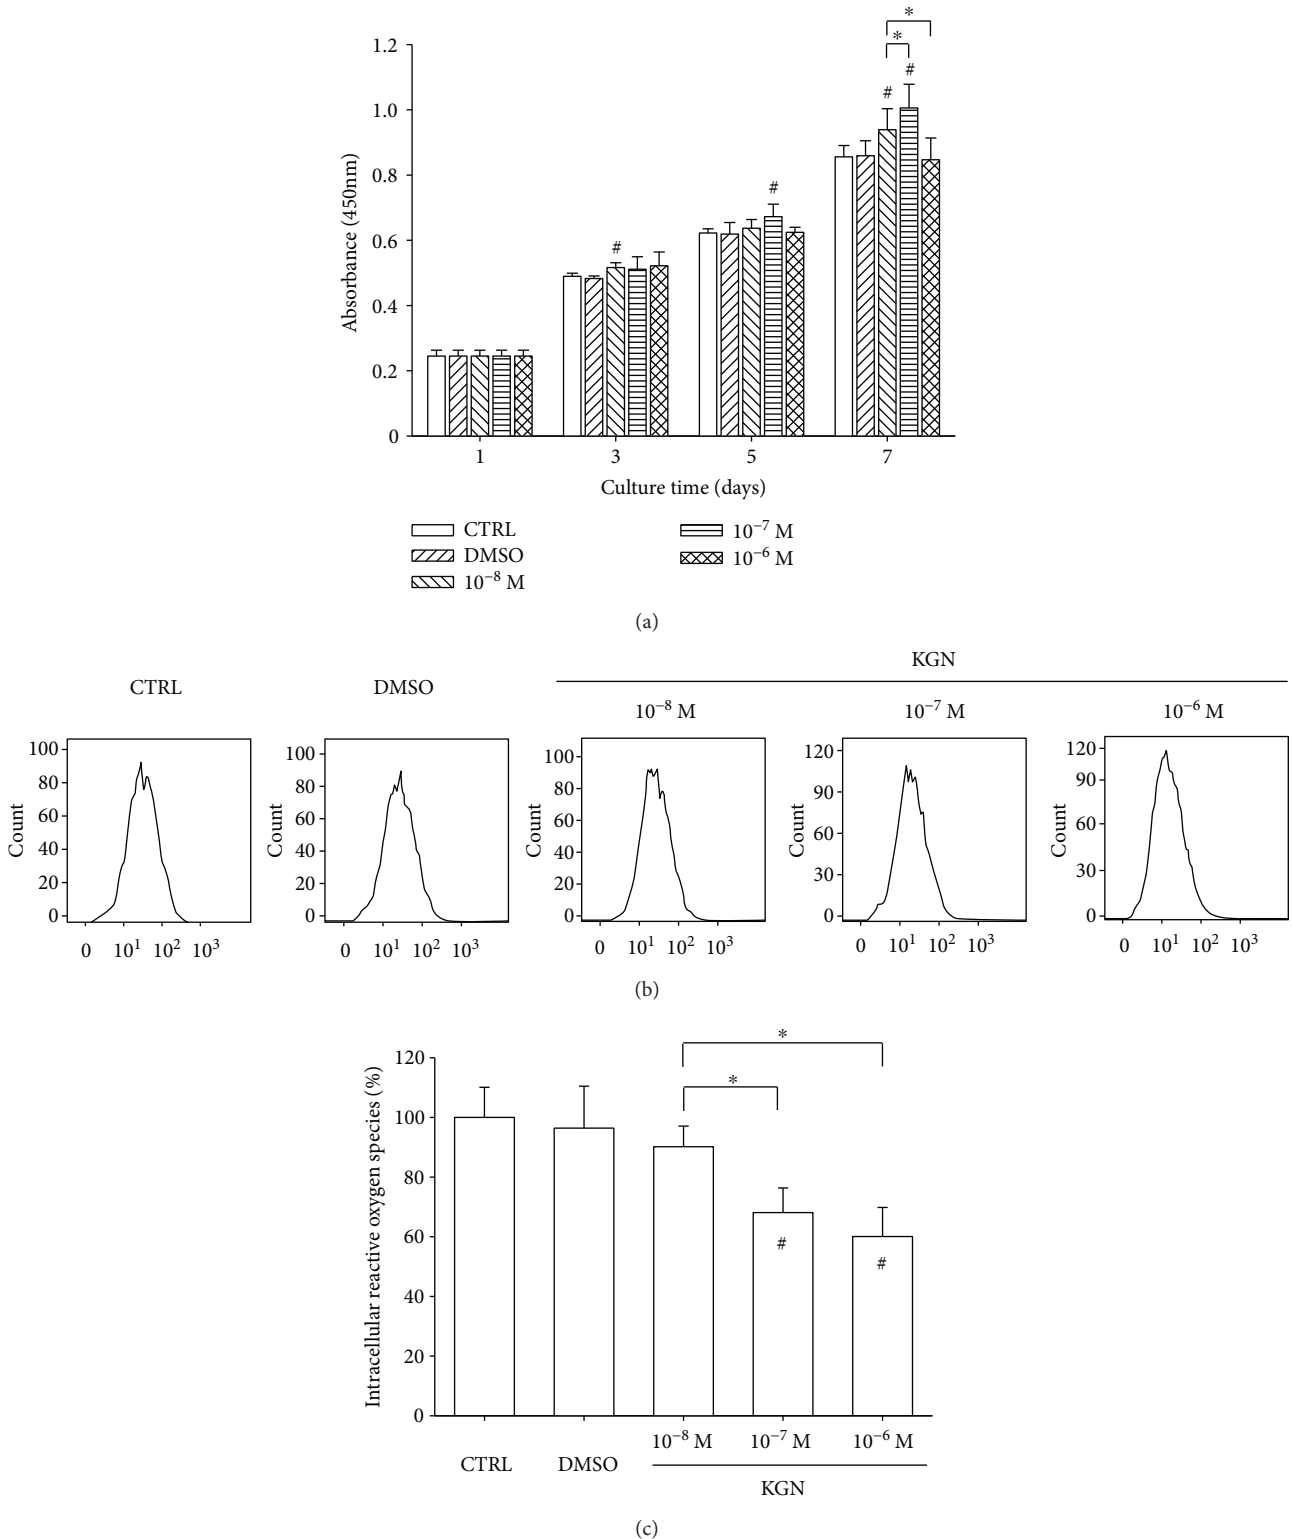 *
*
#
#
#
#
1.2
1.0
0.8
0.6
0.4
0.2
0
Absorbance (450nm)
1 3 5 7
Culture time (days)
CTRL
DMSO
10⁻⁸ M
10⁻⁷ M
10⁻⁶ M
(a)
KGN
CTRL DMSO
10⁻⁸ M 10⁻⁷ M 10⁻⁶ M
Count
100
80
60
40
20
0
0 10¹ 10² 10³
Count
100
80
60
40
20
0
0 10¹ 10² 10³
Count
100
80
60
40
20
0
0 10¹ 10² 10³
Count
120
90
60
30
0
0 10¹ 10² 10³
Count
120
90
60
30
0
0 10¹ 10² 10³
(b)
*
*
Intracellular reactive oxygen species (%)
120
100
80
60
40
20
0
#
#
10⁻⁸ M 10⁻⁷ M 10⁻⁶ M
CTRL DMSO
KGN
(c)